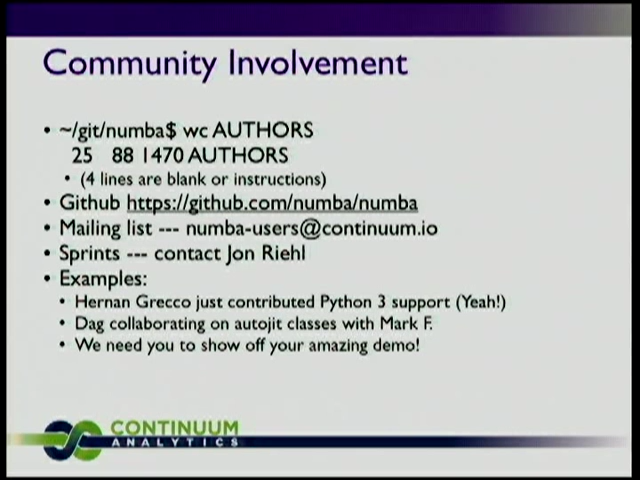 Community Involvement
• ~/git/numba$ wc AUTHORS
25 88 1470 AUTHORS
• (4 lines are blank or instructions)
• Github https://github.com/numba/numba
• Mailing list --- numba-users@continuum.io
• Sprints --- contact Jon Riehl
• Examples:
• Hernan Grecco just contributed Python 3 support (Yeah!)
• Dag collaborating on autojit classes with Mark F.
• We need you to show off your amazing demo!
CONTINUUM
ANALYTICS